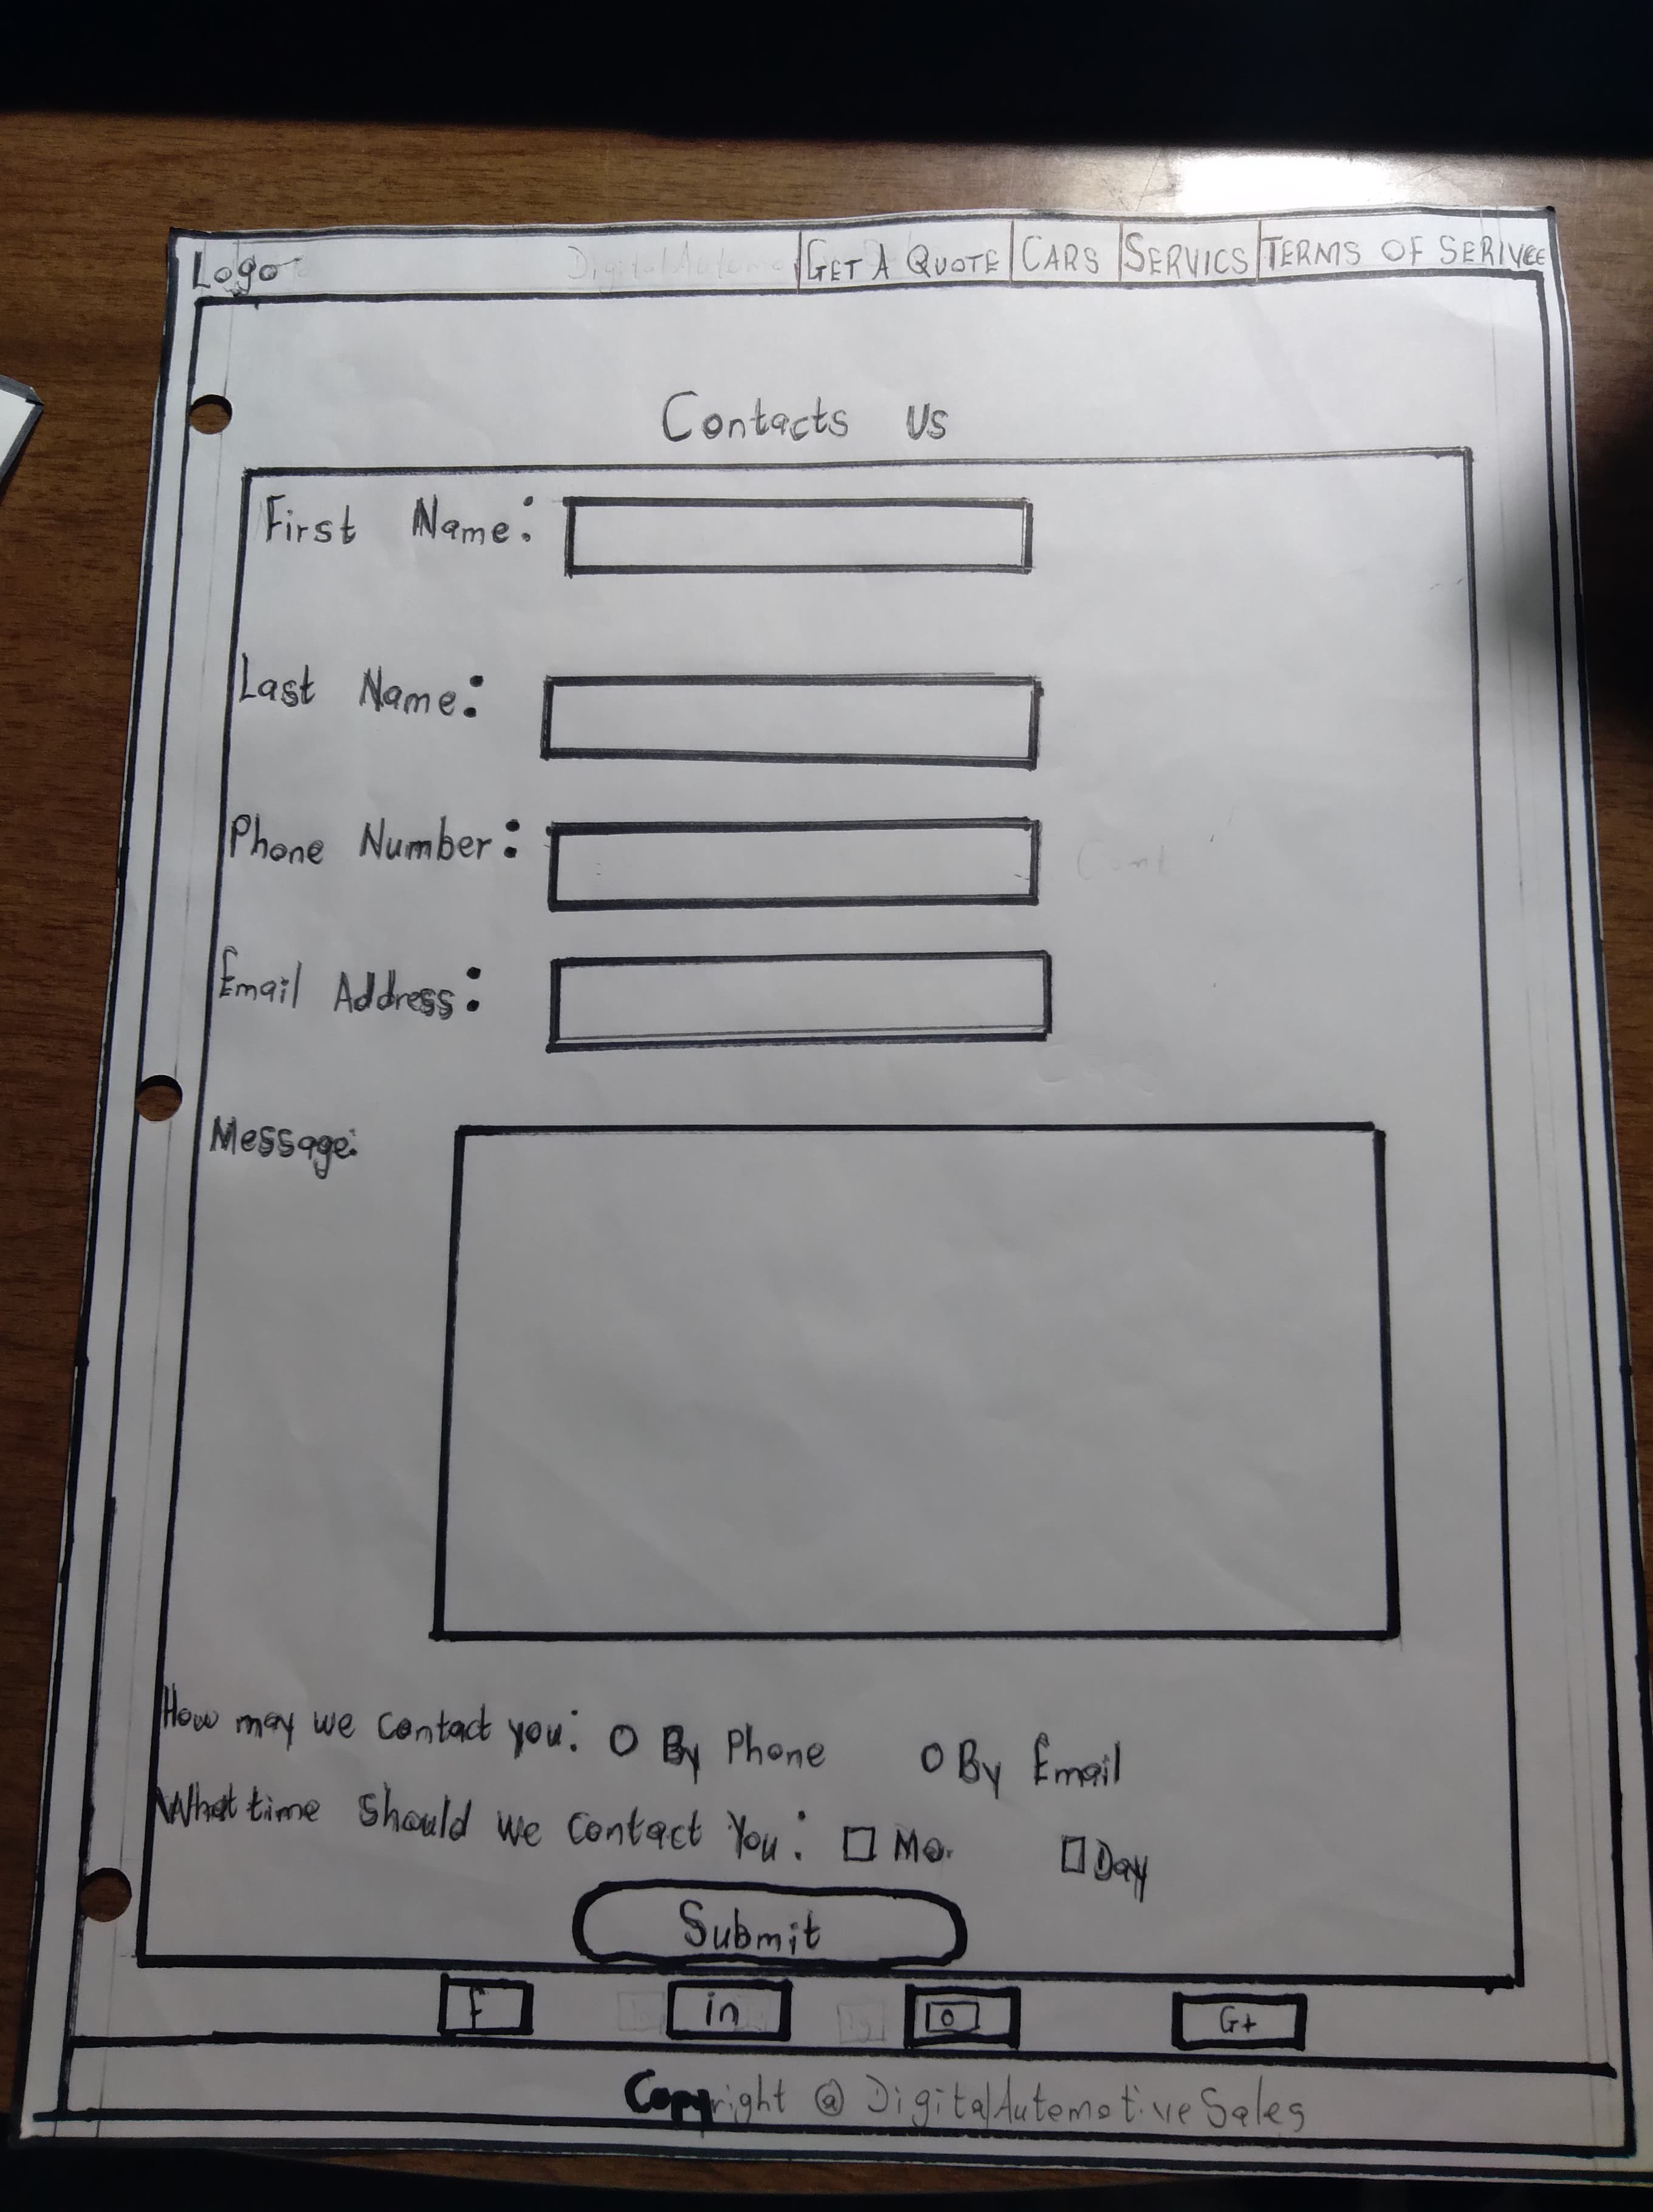 Logo GET A QUOTE CARS SERVICS TERMS OF SERIVCE
Contacts Us
First Name:
Last Name:
Phone Number:
Email Address:
Message:
How may we contact you: By Phone By Email
What time should we contact You: Mo. Day
Submit
f in G+
Copyright @ DigitalAutomotiveSales